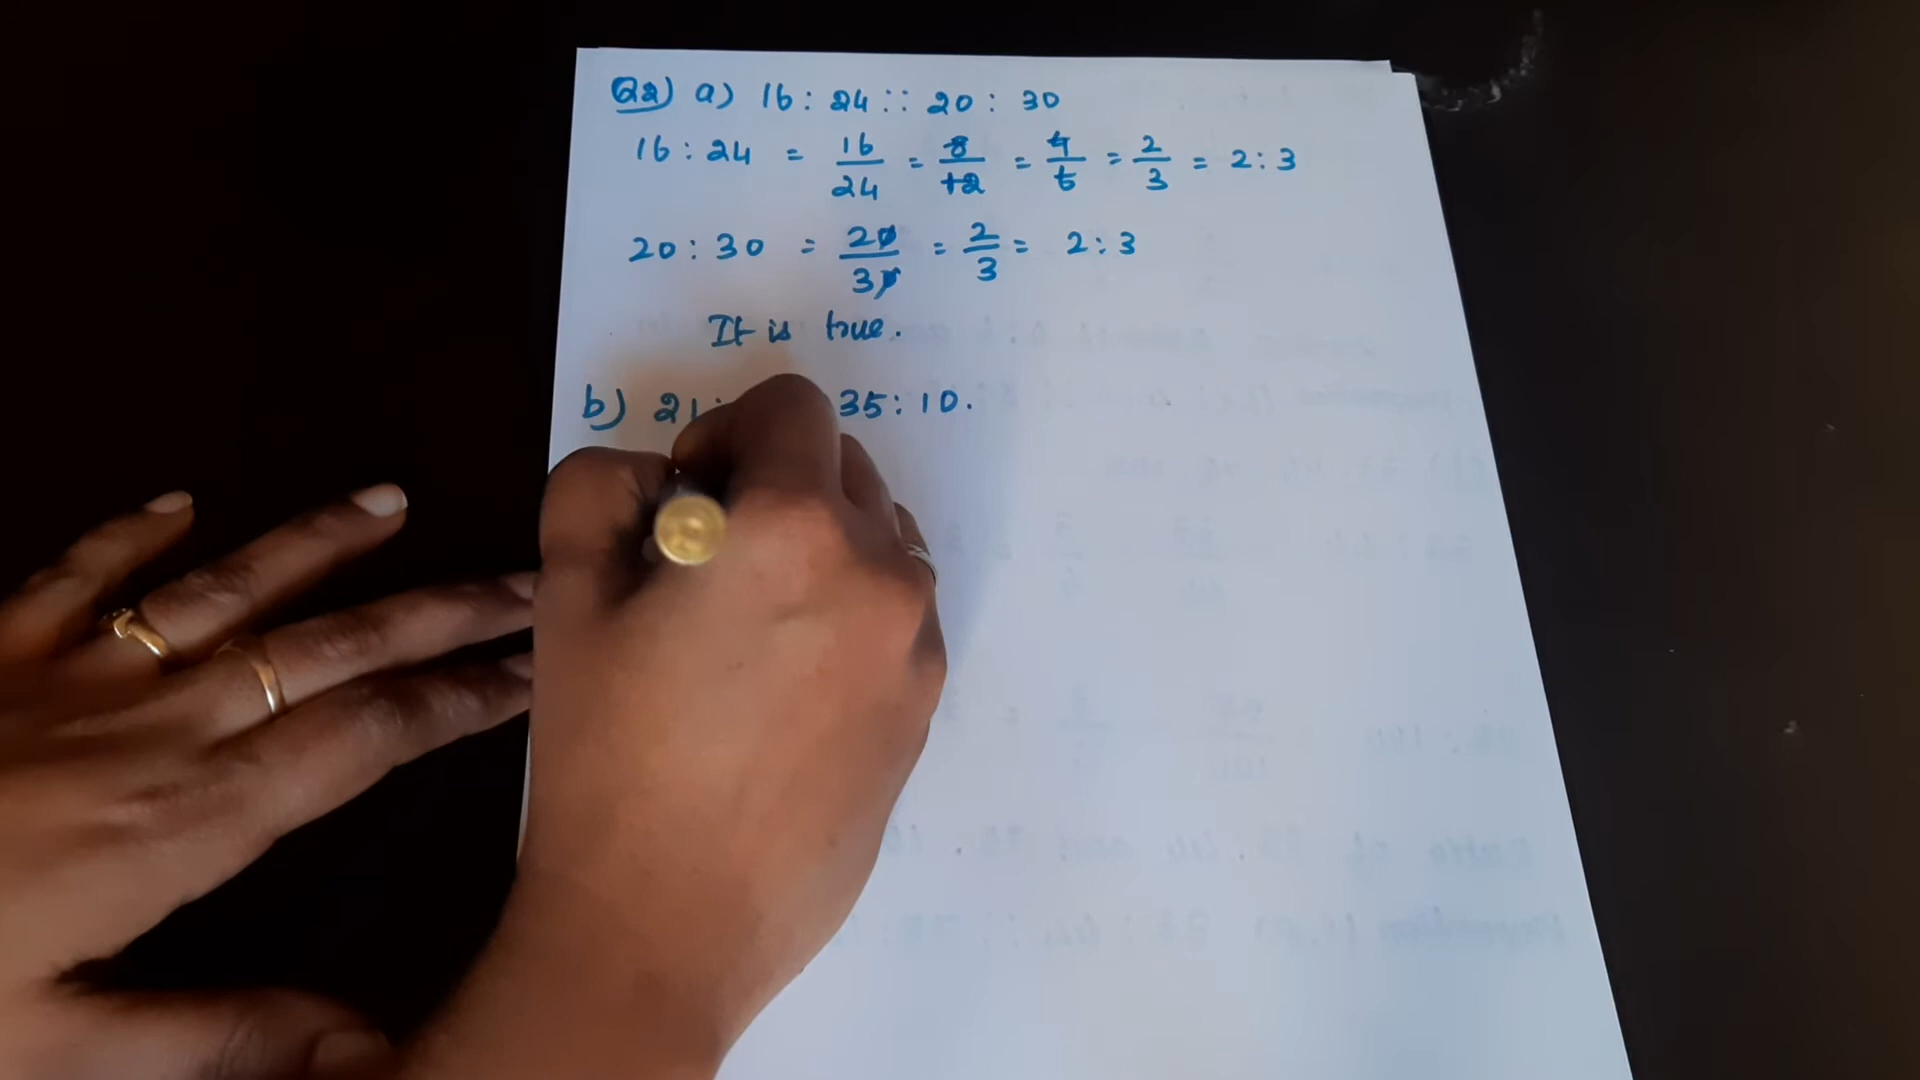 Q2) a) 16 : 24 :: 20 : 30
16 : 24 = 16/24 = 8/12 = 4/6 = 2/3 = 2 : 3
20 : 30 = 20/30 = 2/3 = 2 : 3
It is true.
b) 21 : 35 : 10.